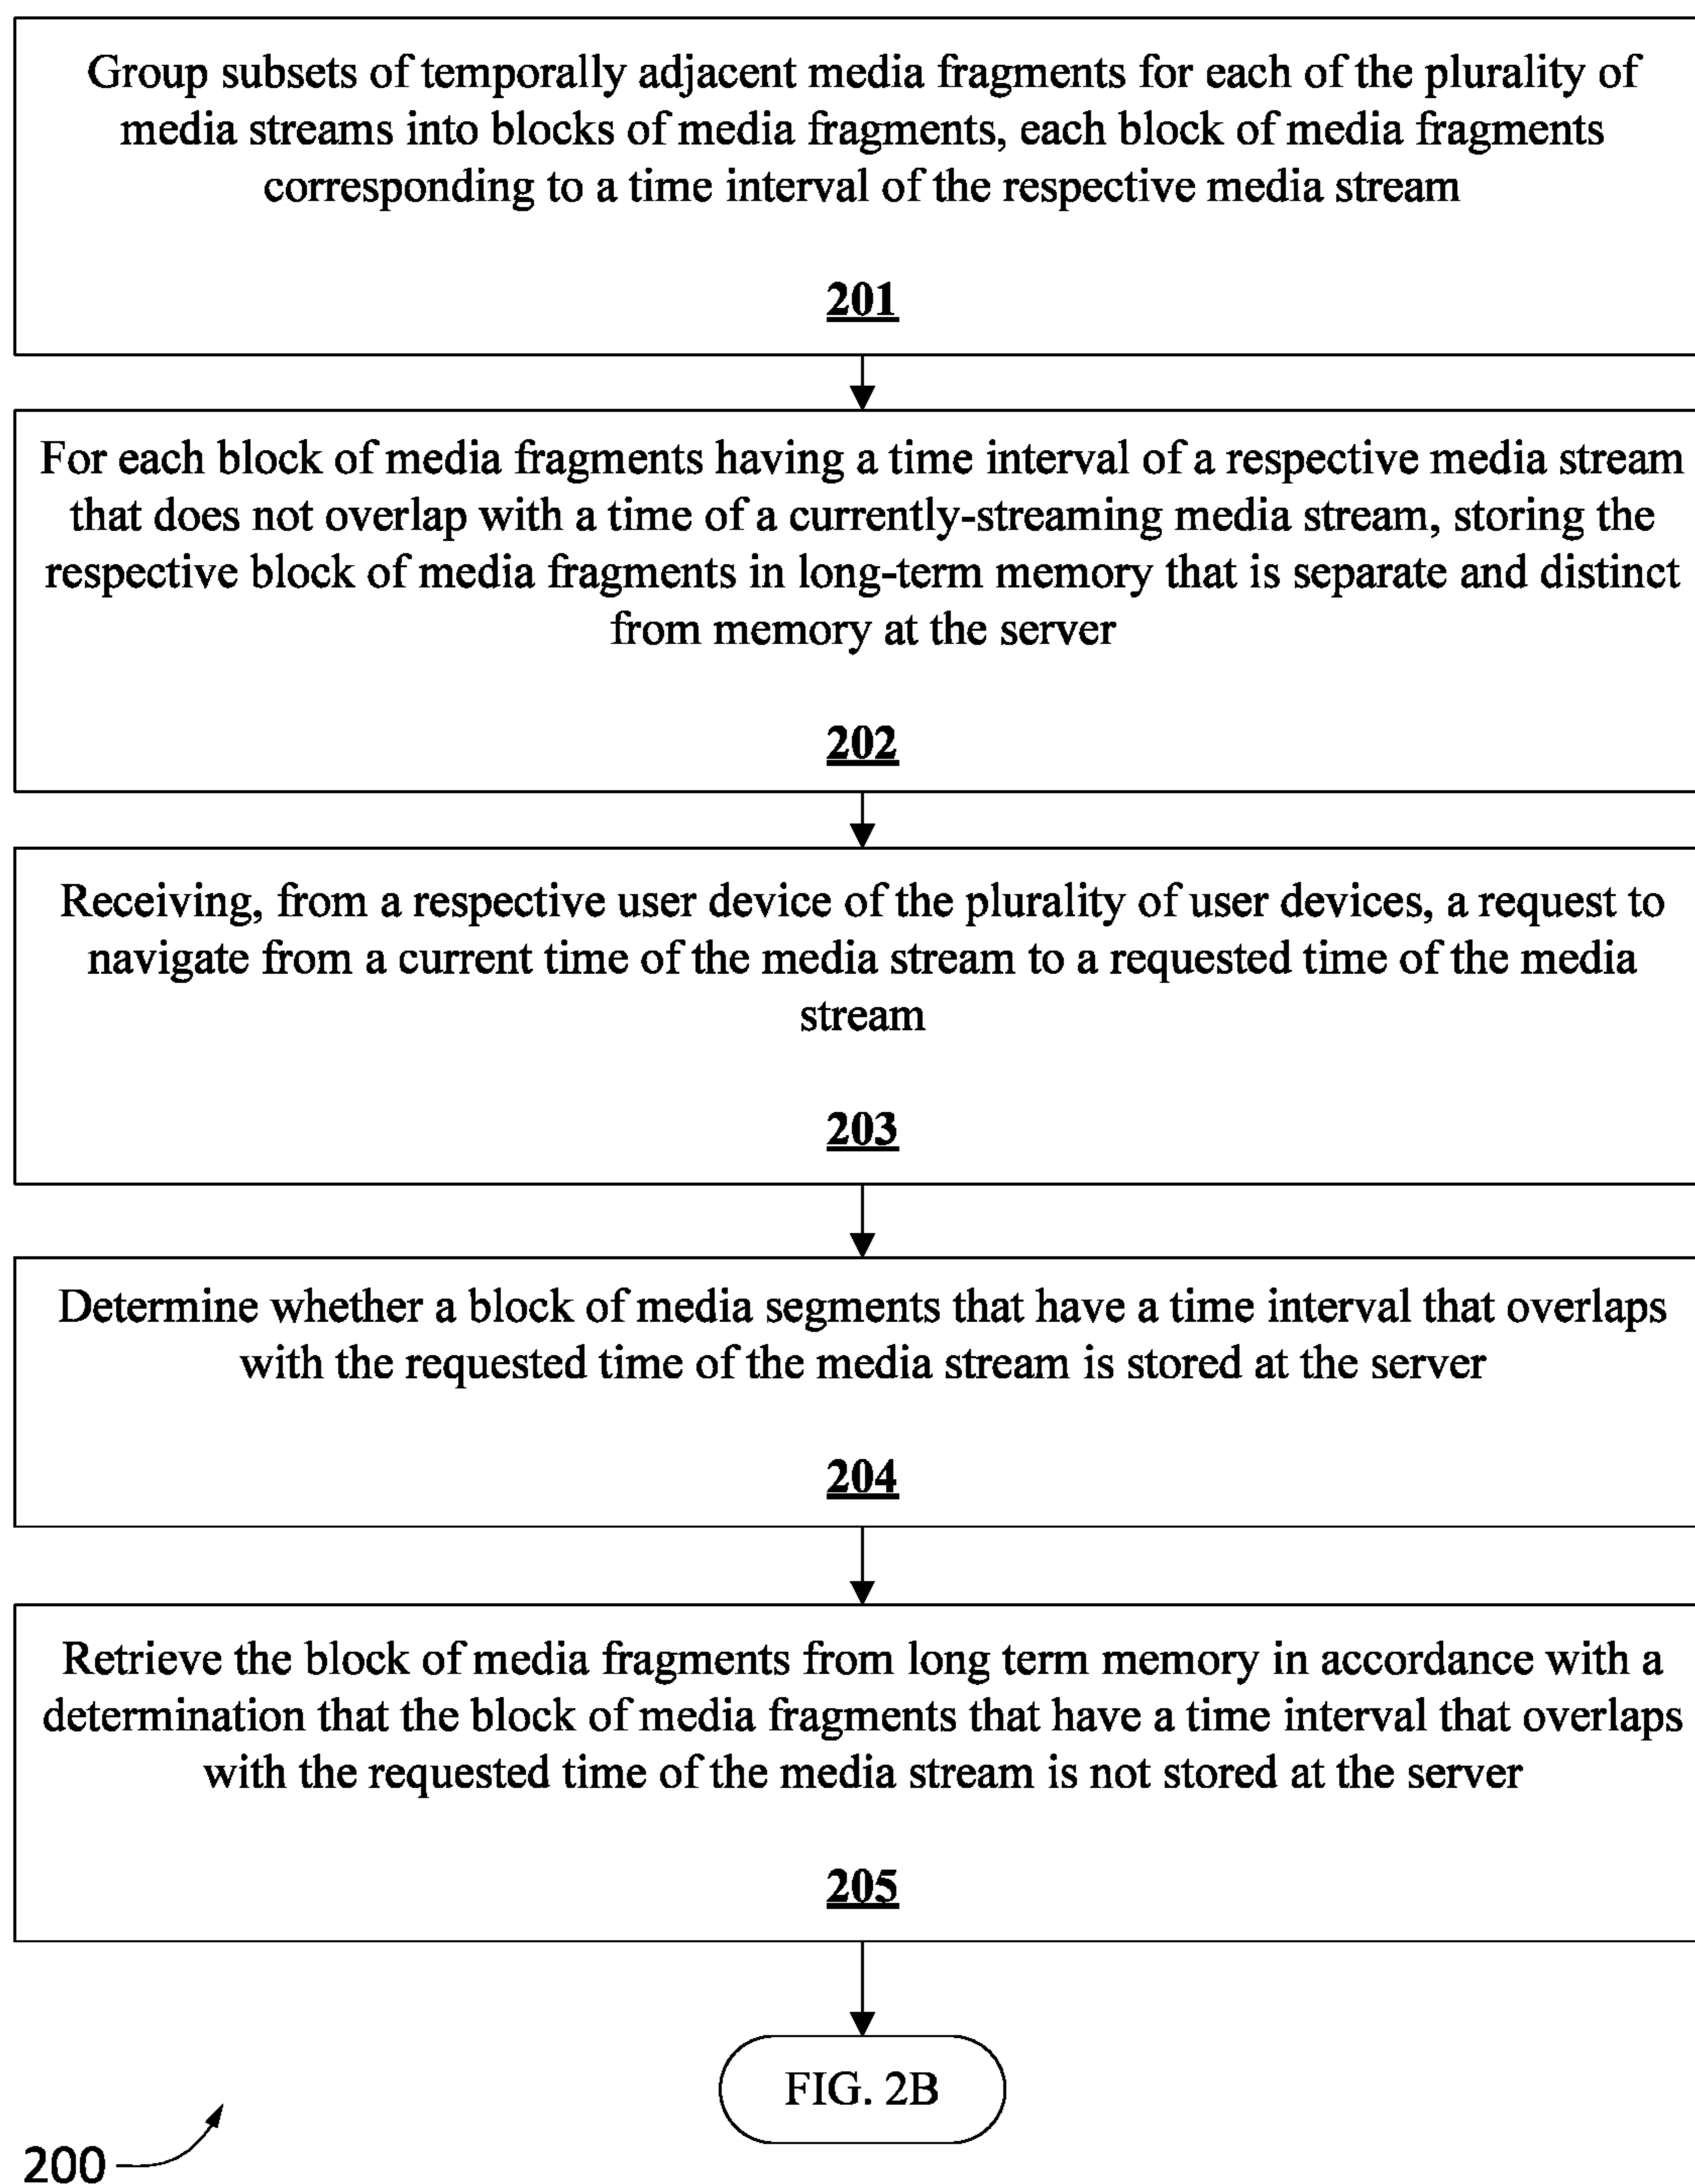 Group subsets of temporally adjacent media fragments for each of the plurality of
media streams into blocks of media fragments, each block of media fragments
corresponding to a time interval of the respective media stream
201
For each block of media fragments having a time interval of a respective media stream
that does not overlap with a time of a currently-streaming media stream, storing the
respective block of media fragments in long-term memory that is separate and distinct
from memory at the server
202
Receiving, from a respective user device of the plurality of user devices, a request to
navigate from a current time of the media stream to a requested time of the media
stream
203
Determine whether a block of media segments that have a time interval that overlaps
with the requested time of the media stream is stored at the server
204
Retrieve the block of media fragments from long term memory in accordance with a
determination that the block of media fragments that have a time interval that overlaps
with the requested time of the media stream is not stored at the server
205
FIG. 2B
200